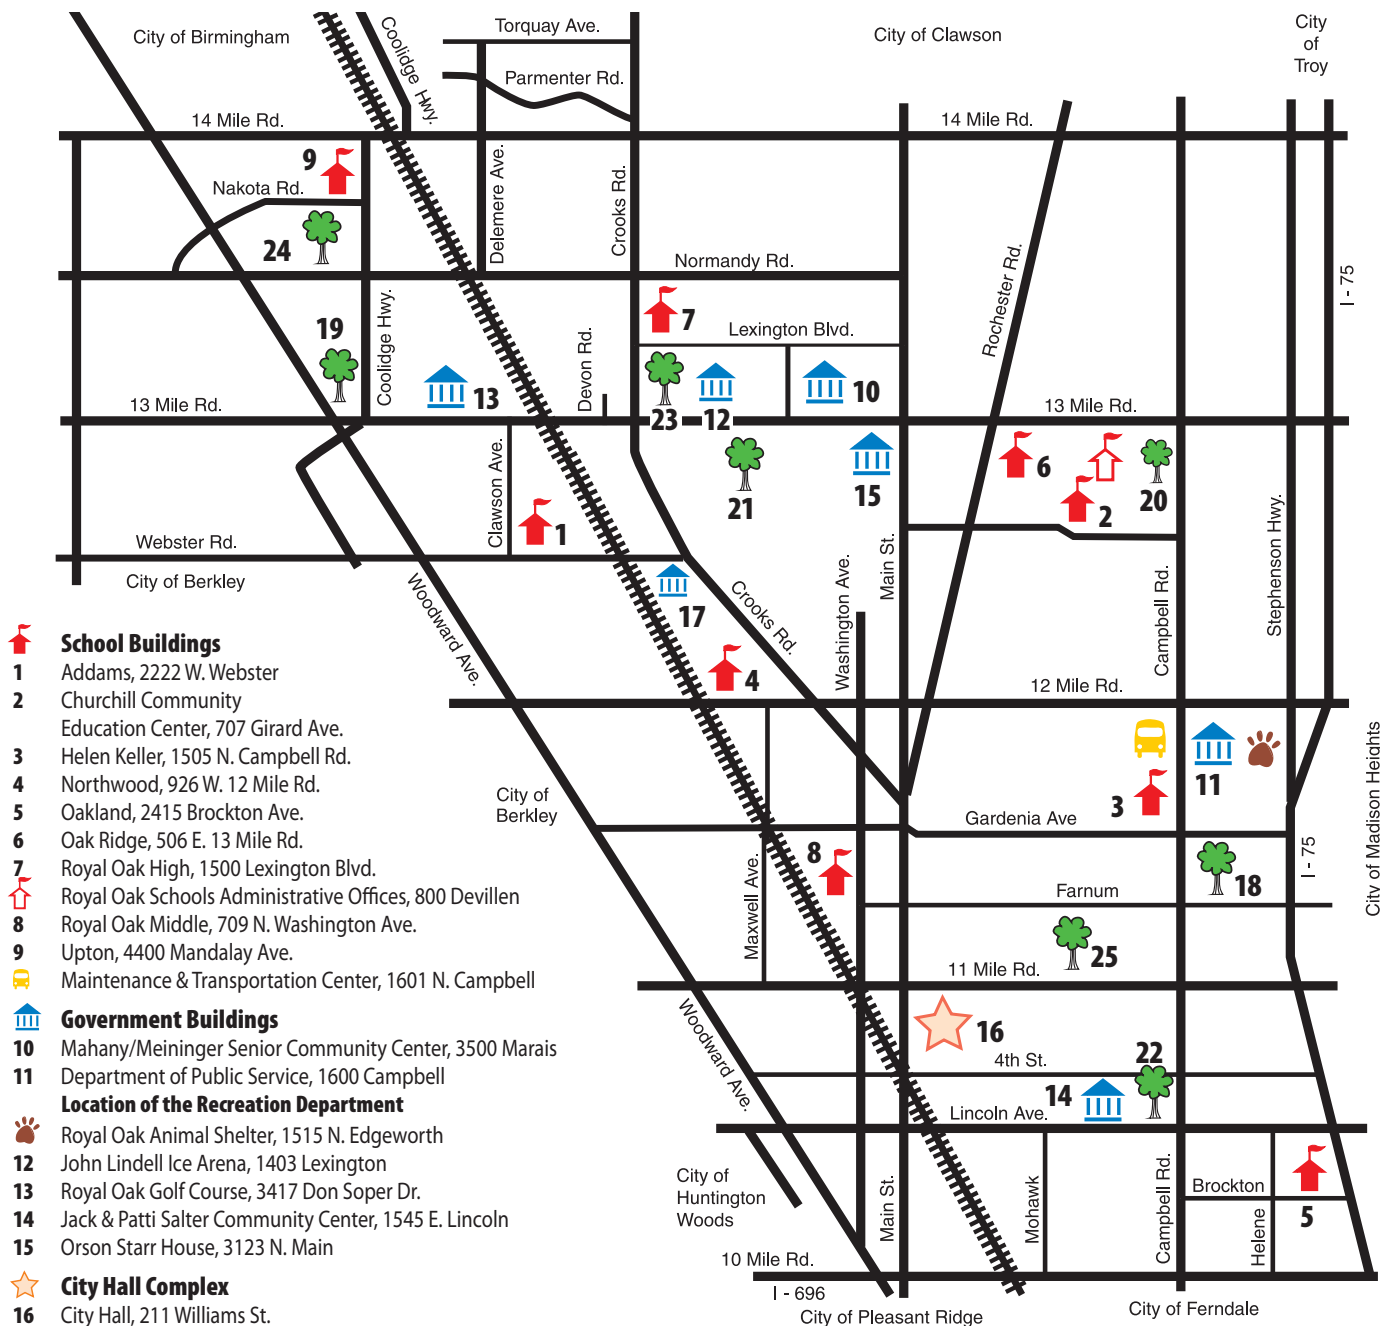 City of Birmingham
Coolidge Hwy.
Torquay Ave.
City of Clawson
City
of
Troy
Parmenter Rd.
14 Mile Rd.
14 Mile Rd.
9
Nakota Rd.
Delemere Ave.
Crooks Rd.
24
Normandy Rd.
Rochester Rd.
I - 75
19
Coolidge Hwy.
7
Lexington Blvd.
Devon Rd.
13
23
12
10
13 Mile Rd.
13 Mile Rd.
Clawson Ave.
21
15
6
2
20
1
Main St.
Webster Rd.
City of Berkley
Woodward Ave.
17
Crooks Rd.
Washington Ave.
Campbell Rd.
Stephenson Hwy.
4
12 Mile Rd.
School Buildings
1 Addams, 2222 W. Webster
2 Churchill Community
Education Center, 707 Girard Ave.
3 Helen Keller, 1505 N. Campbell Rd.
4 Northwood, 926 W. 12 Mile Rd.
5 Oakland, 2415 Brockton Ave.
6 Oak Ridge, 506 E. 13 Mile Rd.
7 Royal Oak High, 1500 Lexington Blvd.
Royal Oak Schools Administrative Offices, 800 Devillen
8 Royal Oak Middle, 709 N. Washington Ave.
9 Upton, 4400 Mandalay Ave.
Maintenance & Transportation Center, 1601 N. Campbell
Government Buildings
10 Mahany/Meininger Senior Community Center, 3500 Marais
11 Department of Public Service, 1600 Campbell
Location of the Recreation Department
Royal Oak Animal Shelter, 1515 N. Edgeworth
12 John Lindell Ice Arena, 1403 Lexington
13 Royal Oak Golf Course, 3417 Don Soper Dr.
14 Jack & Patti Salter Community Center, 1545 E. Lincoln
15 Orson Starr House, 3123 N. Main
City Hall Complex
16 City Hall, 211 Williams St.
City of
Berkley
3
11
Gardenia Ave
City of Madison Heights
Maxwell Ave.
8
18
I - 75
Farnum
25
11 Mile Rd.
Woodward Ave.
16
4th St.
22
14
Lincoln Ave.
City of
Huntington
Woods
Main St.
Mohawk
Campbell Rd.
Brockton
Helene
5
10 Mile Rd.
I - 696
City of Pleasant Ridge
City of Ferndale